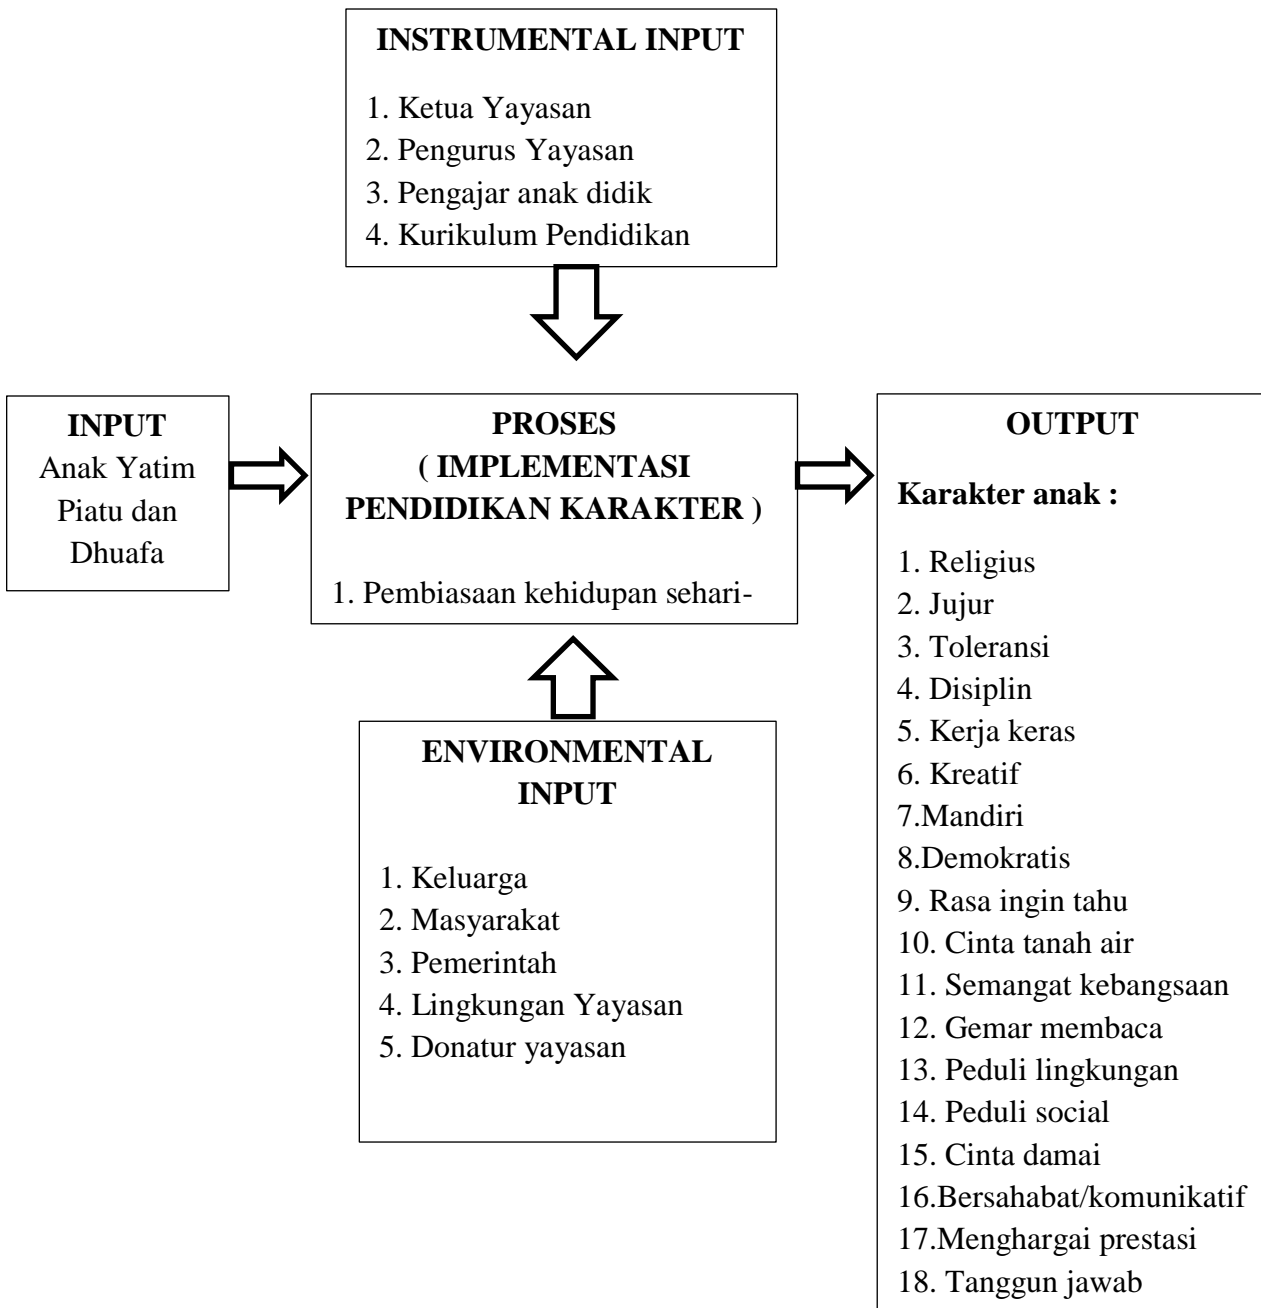 INSTRUMENTAL INPUT
1. Ketua Yayasan
2. Pengurus Yayasan
3. Pengajar anak didik
4. Kurikulum Pendidikan
INPUT
Anak Yatim
Piatu dan
Dhuafa
PROSES
( IMPLEMENTASI
PENDIDIKAN KARAKTER )
1. Pembiasaan kehidupan sehari-
ENVIRONMENTAL
INPUT
1. Keluarga
2. Masyarakat
3. Pemerintah
4. Lingkungan Yayasan
5. Donatur yayasan
OUTPUT
Karakter anak :
1. Religius
2. Jujur
3. Toleransi
4. Disiplin
5. Kerja keras
6. Kreatif
7.Mandiri
8.Demokratis
9. Rasa ingin tahu
10. Cinta tanah air
11. Semangat kebangsaan
12. Gemar membaca
13. Peduli lingkungan
14. Peduli social
15. Cinta damai
16.Bersahabat/komunikatif
17.Menghargai prestasi
18. Tanggun jawab